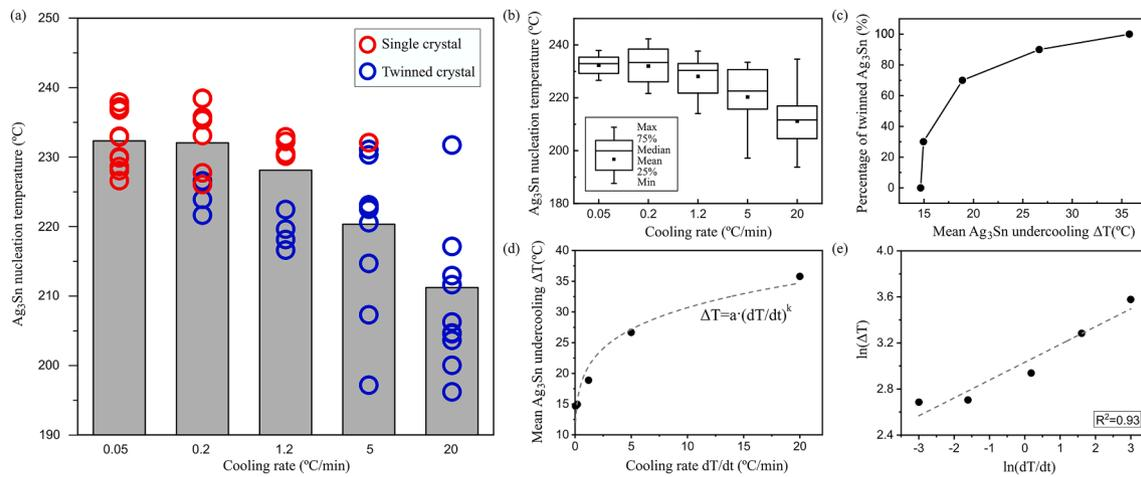 (a)
250
240
230
220
210
200
190
Ag₃Sn nucleation temperature (ºC)
Single crystal
Twinned crystal
0.05 0.2 1.2 5 20
Cooling rate (ºC/min)
(b)
240
220
200
180
Ag₃Sn nucleation temperature (ºC)
Max
75%
Median
Mean
25%
Min
0.05 0.2 1.2 5 20
Cooling rate (ºC/min)
(c)
100
80
60
40
20
0
Percentage of twinned Ag₃Sn (%)
15 20 25 30 35
Mean Ag₃Sn undercooling ΔT(ºC)
(d)
40
35
30
25
20
15
10
Mean Ag₃Sn undercooling ΔT(ºC)
ΔT=a·(dT/dt)ᵏ
0 5 10 15 20
Cooling rate dT/dt (ºC/min)
(e)
4.0
3.6
3.2
2.8
2.4
ln(ΔT)
R²=0.93
-3 -2 -1 0 1 2 3
ln(dT/dt)